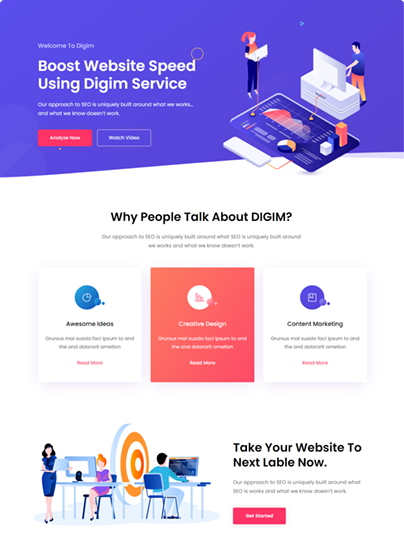 Welcome To Digim
Boost Website Speed
Using Digim Service
Our approach to SEO is uniquely built around what we works...
and what we know doesn't work.
Analyze Now
Watch Video
Why People Talk About DIGIM?
Our approach to SEO is uniquely built around what SEO is uniquely built around
we works and what we know doesn't work.
Awesome Ideas
Grursus mal suada faci ipsum to and
the and dolorarit ametion
Read More
Creative Design
Grursus mal suada faci ipsum to and
the and dolorarit ametion
Read More
Content Marketing
Grursus mal suada faci ipsum to and
the and dolorarit ametion
Read More
Take Your Website To
Next Lable Now.
Our approach to SEO is uniquely built around what
SEO is works and what we know doesn't work.
Get Started